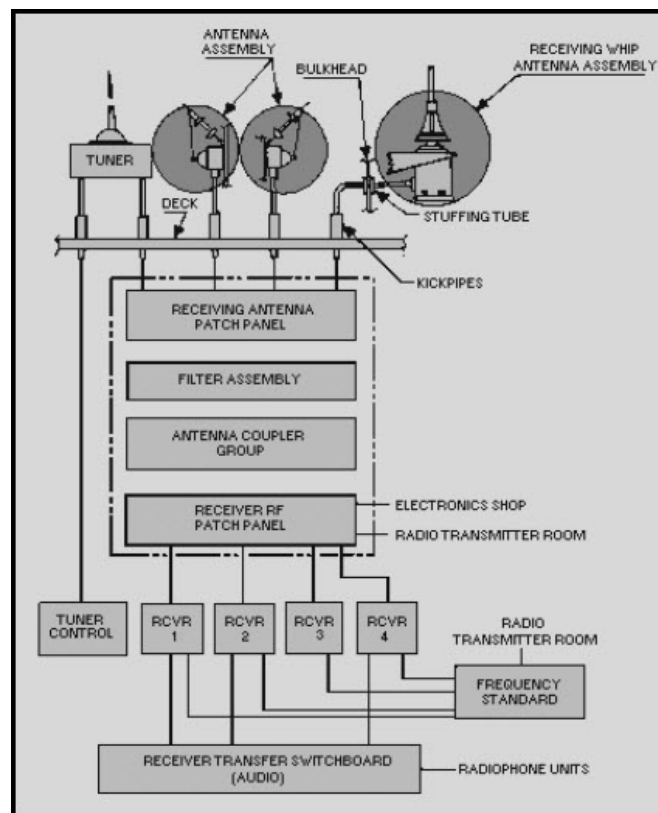 ANTENNA
ASSEMBLY
RECEIVING WHIP
ANTENNA ASSEMBLY
BULKHEAD
TUNER
DECK
STUFFING TUBE
KICKPIPES
RECEIVING ANTENNA
PATCH PANEL
FILTER ASSEMBLY
ANTENNA COUPLER
GROUP
RECEIVER RF
PATCH PANEL
ELECTRONICS SHOP
RADIO TRANSMITTER ROOM
TUNER
CONTROL
RCVR
1
RCVR
2
RCVR
3
RCVR
4
RADIO
TRANSMITTER ROOM
FREQUENCY
STANDARD
RECEIVER TRANSFER SWITCHBOARD
(AUDIO)
RADIOPHONE UNITS